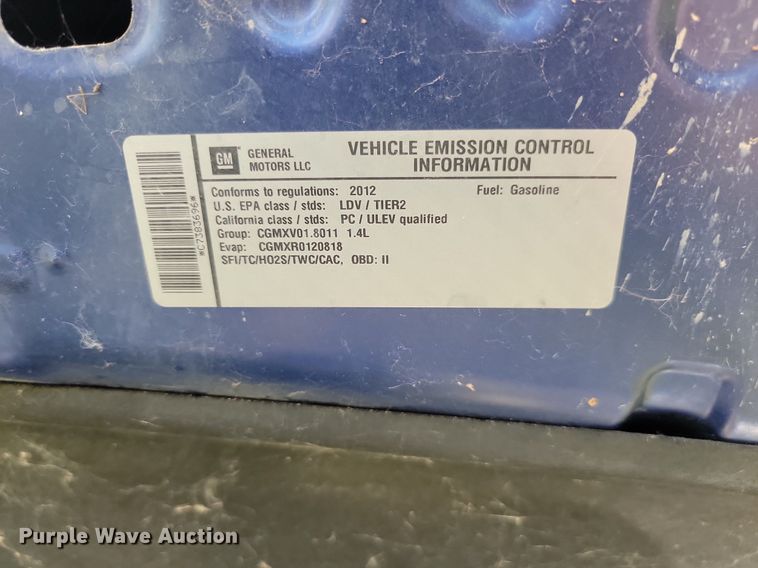 GM GENERAL MOTORS LLC
VEHICLE EMISSION CONTROL INFORMATION
Conforms to regulations: 2012 Fuel: Gasoline
U.S. EPA class / stds: LDV / TIER2
California class / stds: PC / ULEV qualified
Group: CGMXV01.8011 1.4L
Evap: CGMXR0120818
SFI/TC/HO2S/TWC/CAC, OBD: II
*C7383696*
Purple Wave Auction